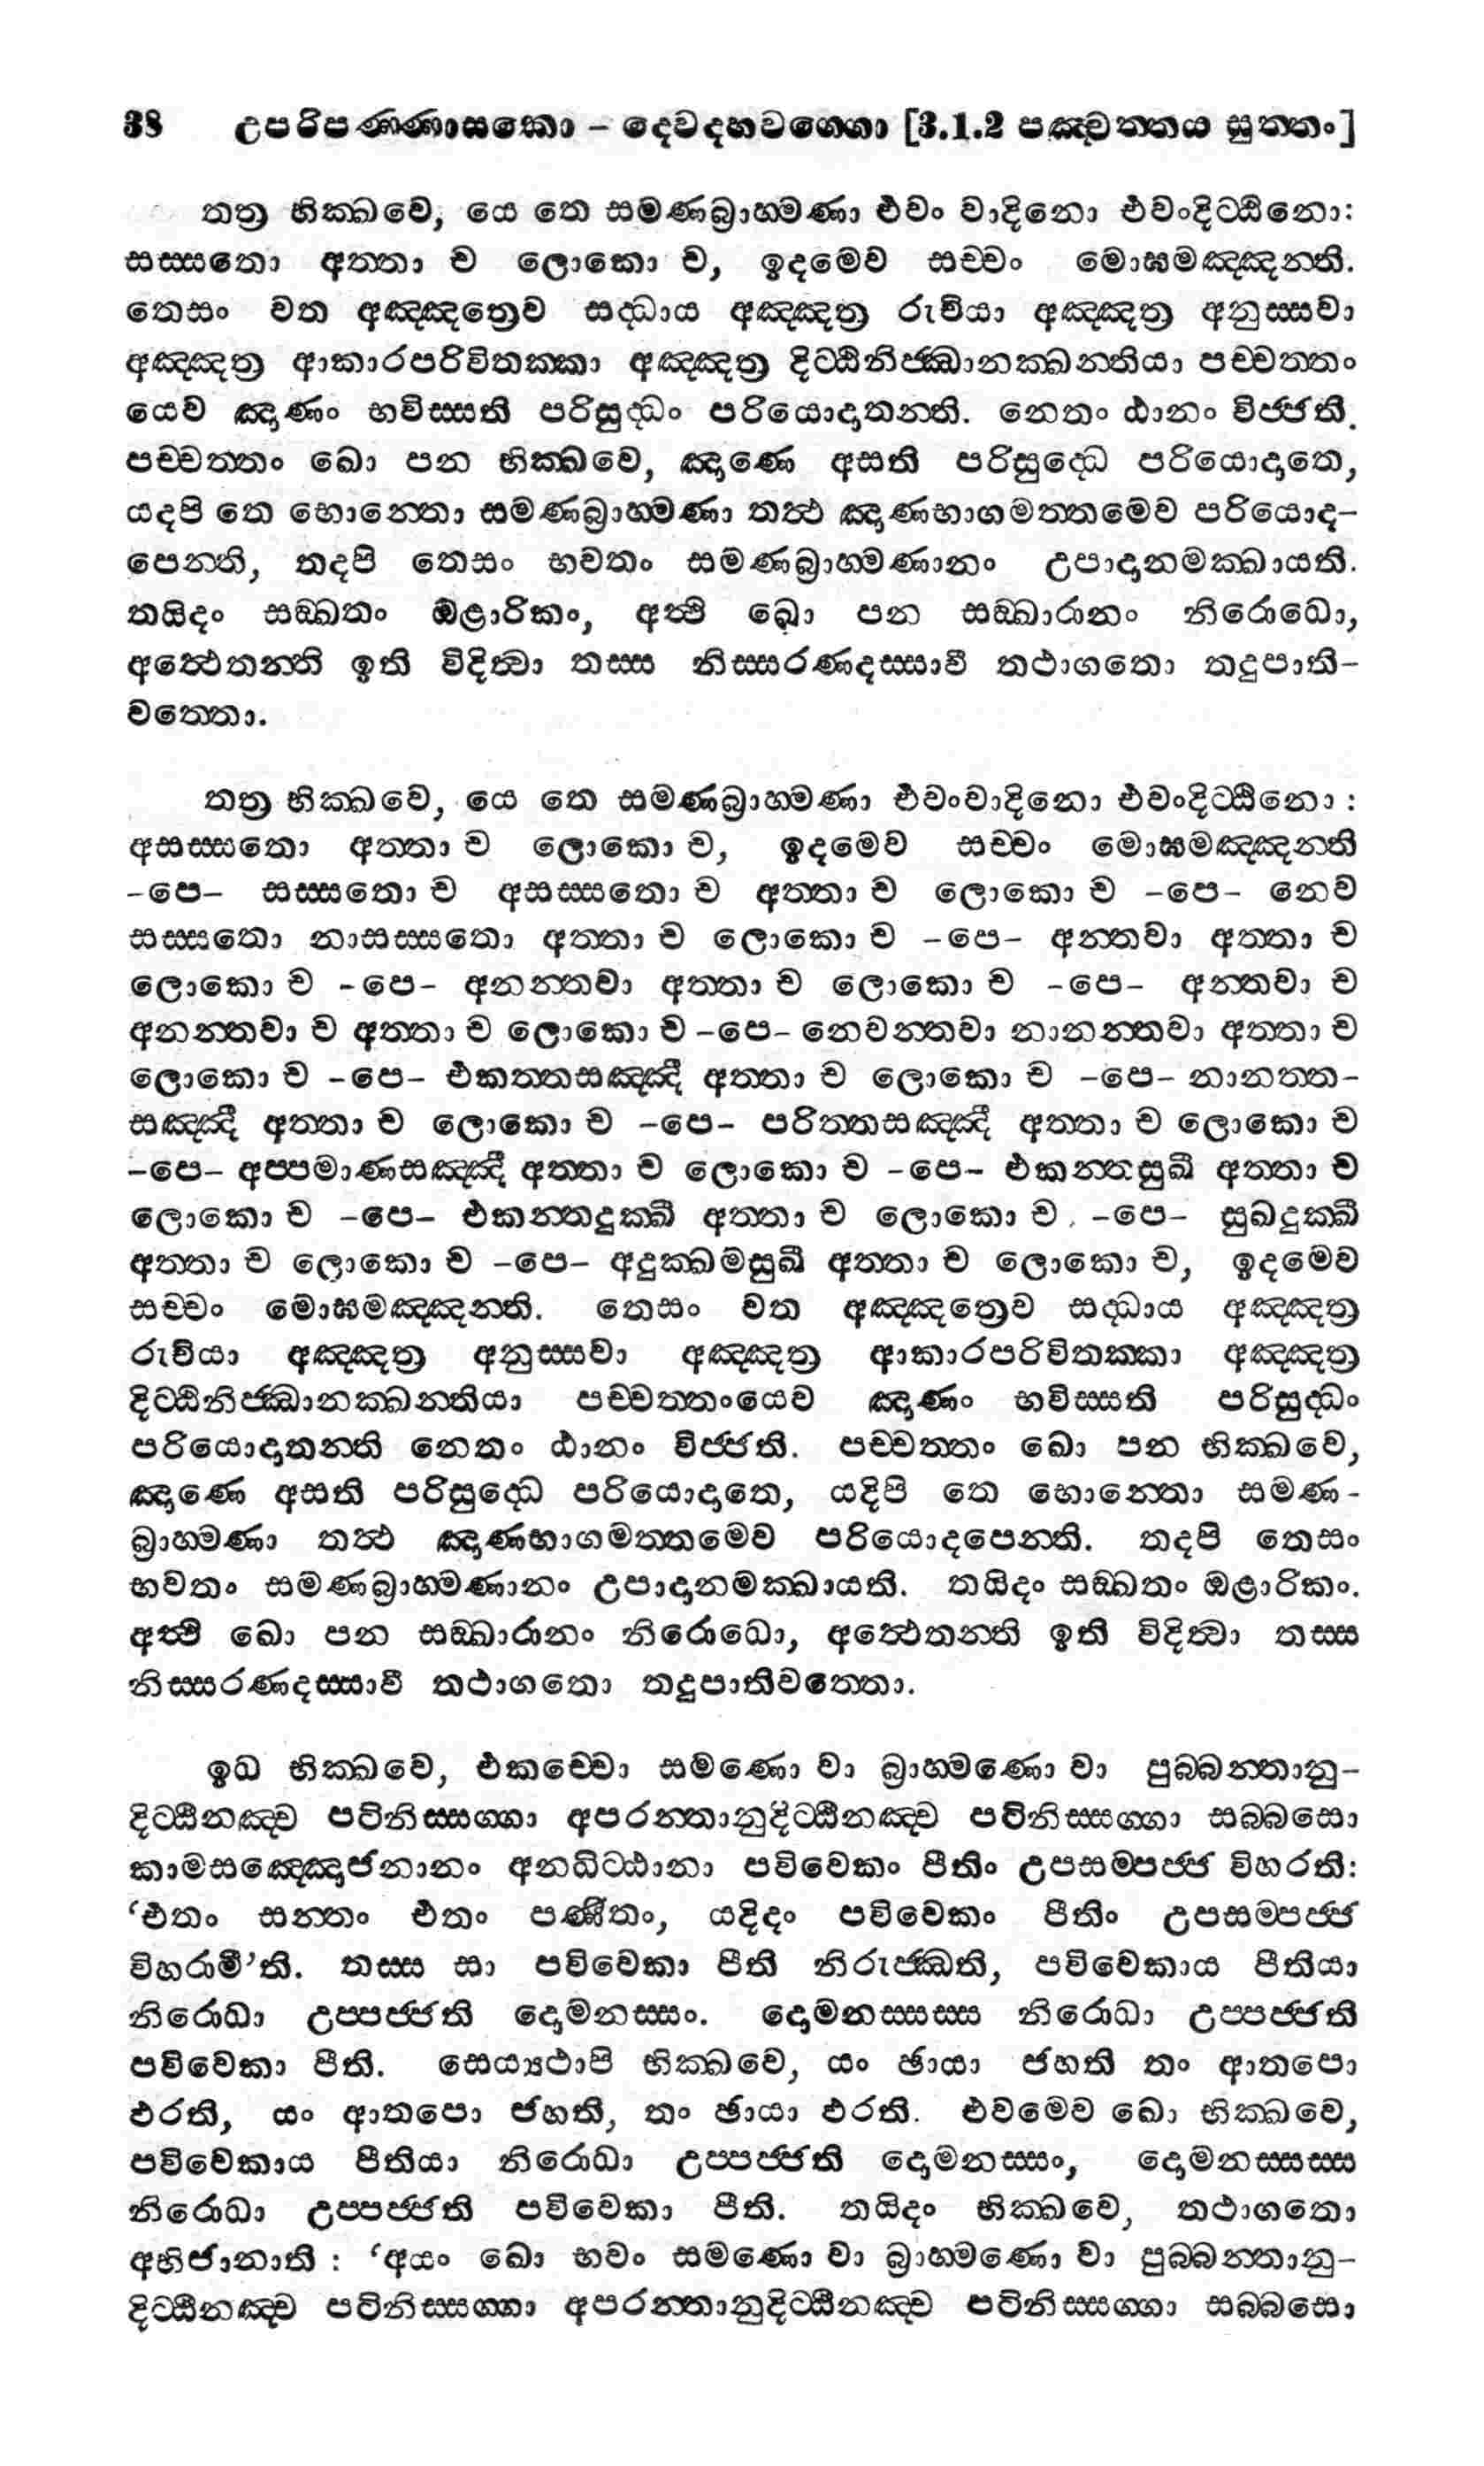 38 උපරිපණ්ණාසකො – දෙවදහවග්ගො [3.1.2 පඤ්චත්තය සුත්තං]
තත්‍ර භික්ඛවෙ, යෙ තෙ සමණබ්‍රාහ්මණා එවං වාදිනො එවංදිට්ඨිනො:
සස්සතො අත්තා ච ලොකො ච, ඉදමෙව සච්චං මොඝමඤ්ඤන්ති.
තෙසං වත අඤ්ඤත්‍රෙව සද්ධාය අඤ්ඤත්‍ර රුචියා අඤ්ඤත්‍ර අනුස්සවා
අඤ්ඤත්‍ර ආකාරපරිවිතක්කා අඤ්ඤත්‍ර දිට්ඨිනිජ්ඣානක්ඛන්තියා පච්චත්තං
යෙව ඤාණං භවිස්සති පරිසුද්ධං පරියොදාතන්ති. නෙතං ඨානං විජ්ජති.
පච්චත්තං ඛො පන භික්ඛවෙ, ඤාණෙ අසති පරිසුද්ධෙ පරියොදාතෙ,
යදපි තෙ භොන්තො සමණබ්‍රාහ්මණා තත්‍ථ ඤාණභාගමත්තමෙව පරියොද-
පෙන්ති, තදපි තෙසං භවතං සමණබ්‍රාහ්මණානං උපාදානමක්ඛායති.
තයිදං සඞ්ඛතං ඔළාරිකං, අත්‍ථි ඛො පන සඞ්ඛාරානං නිරොධො,
අත්‍ථෙතන්ති ඉති විදිත්‍වා තස්ස නිස්සරණදස්සාවී තථාගතො තදුපාති-
වත්තො.
තත්‍ර භික්ඛවෙ, යෙ තෙ සමණබ්‍රාහ්මණා එවංවාදිනො එවංදිට්ඨිනො :
අසස්සතො අත්තා ච ලොකො ච, ඉදමෙව සච්චං මොඝමඤ්ඤන්ති
-පෙ- සස්සතො ච අසස්සතො ච අත්තා ච ලොකො ච -පෙ- නෙව
සස්සතො නාසස්සතො අත්තා ච ලොකො ච -පෙ- අන්තවා අත්තා ච
ලොකො ච -පෙ- අනන්තවා අත්තා ච ලොකො ච -පෙ- අන්තවා ච
අනන්තවා ච අත්තා ච ලොකො ච -පෙ- නෙවන්තවා නානන්තවා අත්තා ච
ලොකො ච -පෙ- එකත්තසඤ්ඤී අත්තා ච ලොකො ච -පෙ- නානත්ත-
සඤ්ඤී අත්තා ච ලොකො ච -පෙ- පරිත්තසඤ්ඤී අත්තා ච ලොකො ච
-පෙ- අප්පමාණසඤ්ඤී අත්තා ච ලොකො ච -පෙ- එකන්තසුඛී අත්තා ච
ලොකො ච -පෙ- එකන්තදුක්ඛී අත්තා ච ලොකො ච -පෙ- සුඛදුක්ඛී
අත්තා ච ලොකො ච -පෙ- අදුක්ඛමසුඛී අත්තා ච ලොකො ච, ඉදමෙව
සච්චං මොඝමඤ්ඤන්ති. තෙසං වත අඤ්ඤත්‍රෙව සද්ධාය අඤ්ඤත්‍ර
රුචියා අඤ්ඤත්‍ර අනුස්සවා අඤ්ඤත්‍ර ආකාරපරිවිතක්කා අඤ්ඤත්‍ර
දිට්ඨිනිජ්ඣානක්ඛන්තියා පච්චත්තංයෙව ඤාණං භවිස්සති පරිසුද්ධං
පරියොදාතන්ති නෙතං ඨානං විජ්ජති. පච්චත්තං ඛො පන භික්ඛවෙ,
ඤාණෙ අසති පරිසුද්ධෙ පරියොදාතෙ, යදිපි තෙ භොන්තො සමණ-
බ්‍රාහ්මණා තත්‍ථ ඤාණභාගමත්තමෙව පරියොදපෙන්ති. තදපි තෙසං
භවතං සමණබ්‍රාහ්මණානං උපාදානමක්ඛායති. තයිදං සඞ්ඛතං ඔළාරිකං.
අත්‍ථි ඛො පන සඞ්ඛාරානං නිරොධො, අත්‍ථෙතන්ති ඉති විදිත්‍වා තස්ස
නිස්සරණදස්සාවී තථාගතො තදුපාතිවත්තො.
ඉධ භික්ඛවෙ, එකච්චො සමණො වා බ්‍රාහ්මණො වා පුබ්බන්තානු-
දිට්ඨීනඤ්ච පටිනිස්සග්ගා අපරන්තානුදිට්ඨීනඤ්ච පටිනිස්සග්ගා සබ්බසො
කාමසඤ්ඤොජනානං අනධිට්ඨානා පවිවෙකං පීතිං උපසම්පජ්ජ විහරති:
‘එතං සන්තං එතං පණීතං, යදිදං පවිවෙකං පීතිං උපසම්පජ්ජ
විහරාමී’ති. තස්ස සා පවිවෙකා පීති නිරුජ්ඣති, පවිවෙකාය පීතියා
නිරොධා උප්පජ්ජති දොමනස්සං. දොමනස්සස්ස නිරොධා උප්පජ්ජති
පවිවෙකා පීති. සෙය්‍යථාපි භික්ඛවෙ, යං ඡායා ජහති තං ආතපො
ඵරති, යං ආතපො ජහති, තං ඡායා ඵරති. එවමෙව ඛො භික්ඛවෙ,
පවිවෙකාය පීතියා නිරොධා උප්පජ්ජති දොමනස්සං, දොමනස්සස්ස
නිරොධා උප්පජ්ජති පවිවෙකා පීති. තයිදං භික්ඛවෙ, තථාගතො
අභිජානාති : ‘අයං ඛො භවං සමණො වා බ්‍රාහ්මණො වා පුබ්බන්තානු-
දිට්ඨීනඤ්ච පටිනිස්සග්ගා අපරන්තානුදිට්ඨීනඤ්ච පටිනිස්සග්ගා සබ්බසො